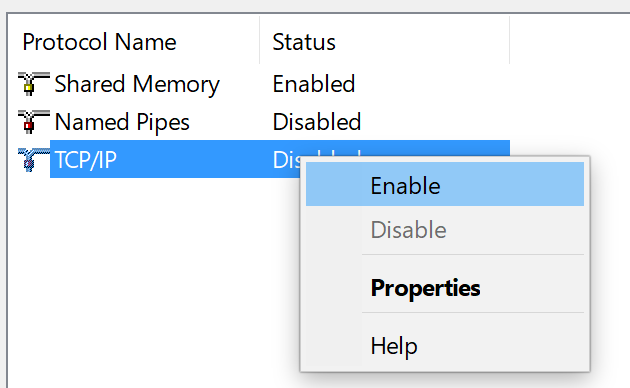 Protocol Name Status
Shared Memory Enabled
Named Pipes Disabled
TCP/IP
Enable
Disable
Properties
Help